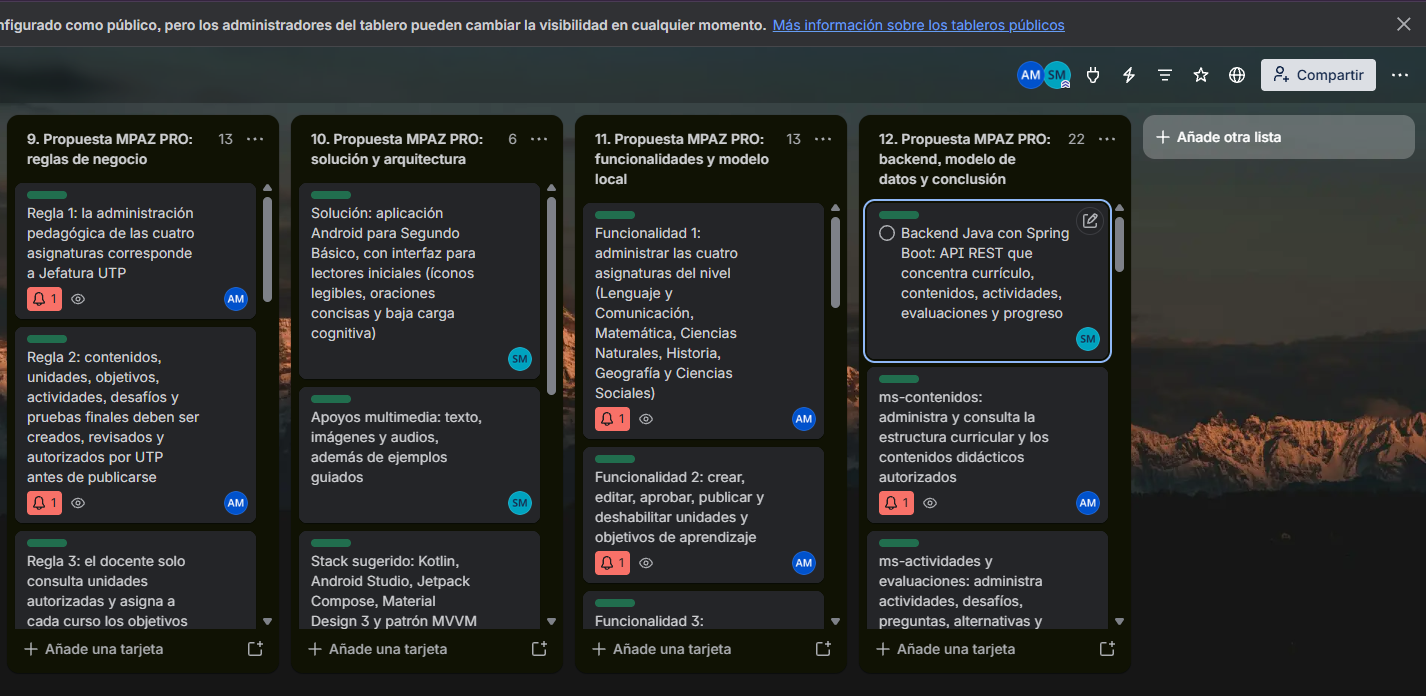 nfigurado como público, pero los administradores del tablero pueden cambiar la visibilidad en cualquier momento. Más información sobre los tableros públicos
AM SM Compartir
9. Propuesta MPAZ PRO: 13
reglas de negocio
Regla 1: la administración
pedagógica de las cuatro
asignaturas corresponde
a Jefatura UTP
1 AM
Regla 2: contenidos,
unidades, objetivos,
actividades, desafíos y
pruebas finales deben ser
creados, revisados y
autorizados por UTP
antes de publicarse
1 AM
Regla 3: el docente solo
consulta unidades
autorizadas y asigna a
cada curso los objetivos
Añade una tarjeta
10. Propuesta MPAZ PRO: 6
solución y arquitectura
Solución: aplicación
Android para Segundo
Básico, con interfaz para
lectores iniciales (íconos
legibles, oraciones
concisas y baja carga
cognitiva)
SM
Apoyos multimedia: texto,
imágenes y audios,
además de ejemplos
guiados
SM
Stack sugerido: Kotlin,
Android Studio, Jetpack
Compose, Material
Design 3 y patrón MVVM
Añade una tarjeta
11. Propuesta MPAZ PRO: 13
funcionalidades y modelo
local
Funcionalidad 1:
administrar las cuatro
asignaturas del nivel
(Lenguaje y
Comunicación,
Matemática, Ciencias
Naturales, Historia,
Geografía y Ciencias
Sociales)
1 AM
Funcionalidad 2: crear,
editar, aprobar, publicar y
deshabilitar unidades y
objetivos de aprendizaje
1 AM
Funcionalidad 3:
Añade una tarjeta
12. Propuesta MPAZ PRO: 22
backend, modelo de
datos y conclusión
Backend Java con Spring
Boot: API REST que
concentra currículo,
contenidos, actividades,
evaluaciones y progreso
SM
ms-contenidos:
administra y consulta la
estructura curricular y los
contenidos didácticos
autorizados
1 AM
ms-actividades y
evaluaciones: administra
actividades, desafíos,
preguntas, alternativas y
Añade una tarjeta
Añade otra lista